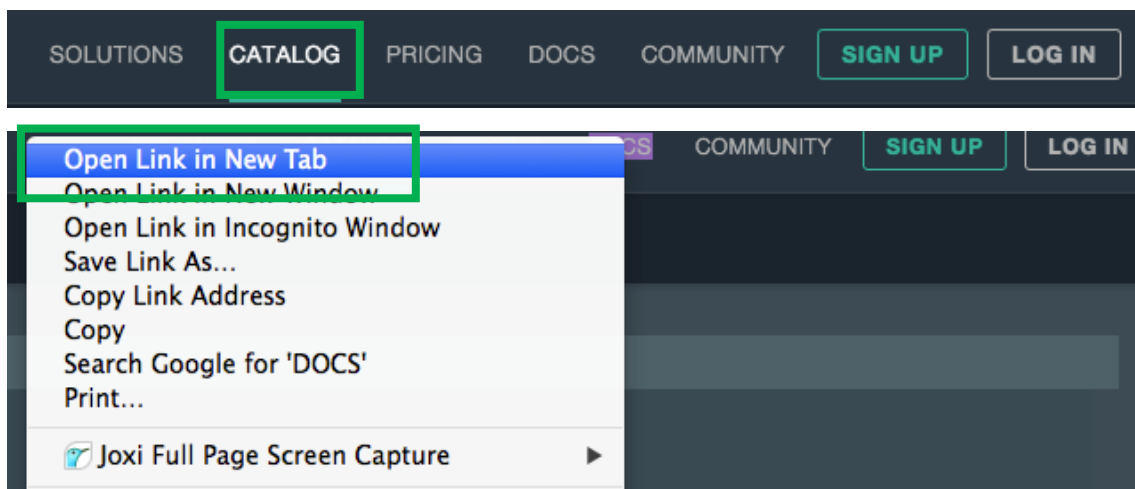 SOLUTIONS CATALOG PRICING DOCS COMMUNITY SIGN UP LOG IN
CS COMMUNITY SIGN UP LOG IN
Open Link in New Tab
Open Link in New Window
Open Link in Incognito Window
Save Link As...
Copy Link Address
Copy
Search Google for 'DOCS'
Print...
Joxi Full Page Screen Capture